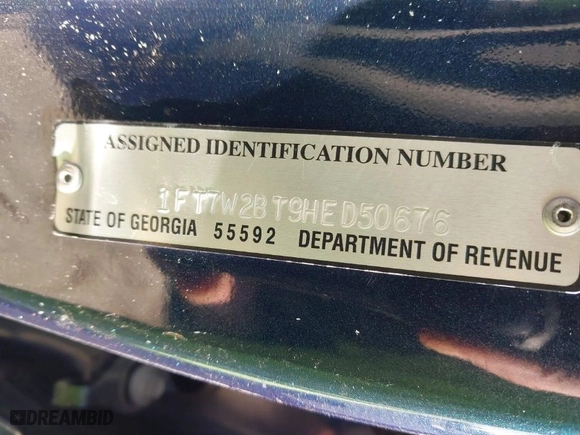 ASSIGNED IDENTIFICATION NUMBER
1FT7W2BT9HED50676
STATE OF GEORGIA 55592 DEPARTMENT OF REVENUE
DREAMBID